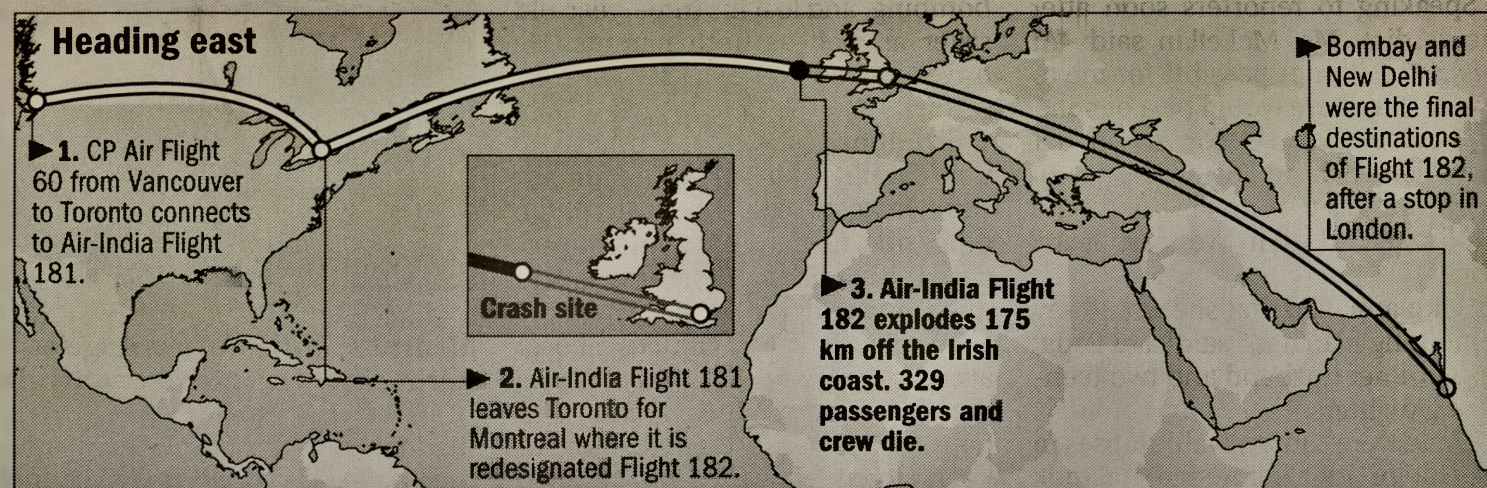 Heading east
▶1. CP Air Flight
60 from Vancouver
to Toronto connects
to Air-India Flight
181.
Crash site
▶ 2. Air-India Flight 181
leaves Toronto for
Montreal where it is
redesignated Flight 182.
▶3. Air-India Flight
182 explodes 175
km off the Irish
coast. 329
passengers and
crew die.
▶Bombay and
New Delhi
were the final
destinations
of Flight 182,
after a stop in
London.